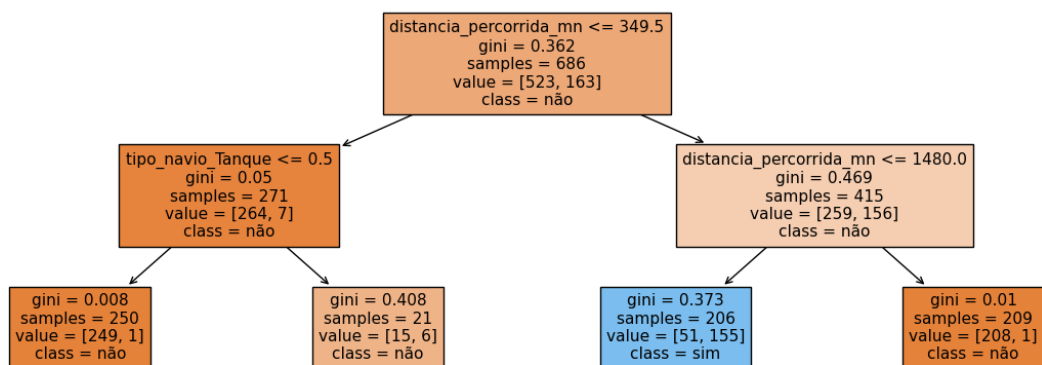 distancia_percorrida_mn <= 349.5
gini = 0.362
samples = 686
value = [523, 163]
class = não
tipo_navio_Tanque <= 0.5
gini = 0.05
samples = 271
value = [264, 7]
class = não
distancia_percorrida_mn <= 1480.0
gini = 0.469
samples = 415
value = [259, 156]
class = não
gini = 0.008
samples = 250
value = [249, 1]
class = não
gini = 0.408
samples = 21
value = [15, 6]
class = não
gini = 0.373
samples = 206
value = [51, 155]
class = sim
gini = 0.01
samples = 209
value = [208, 1]
class = não